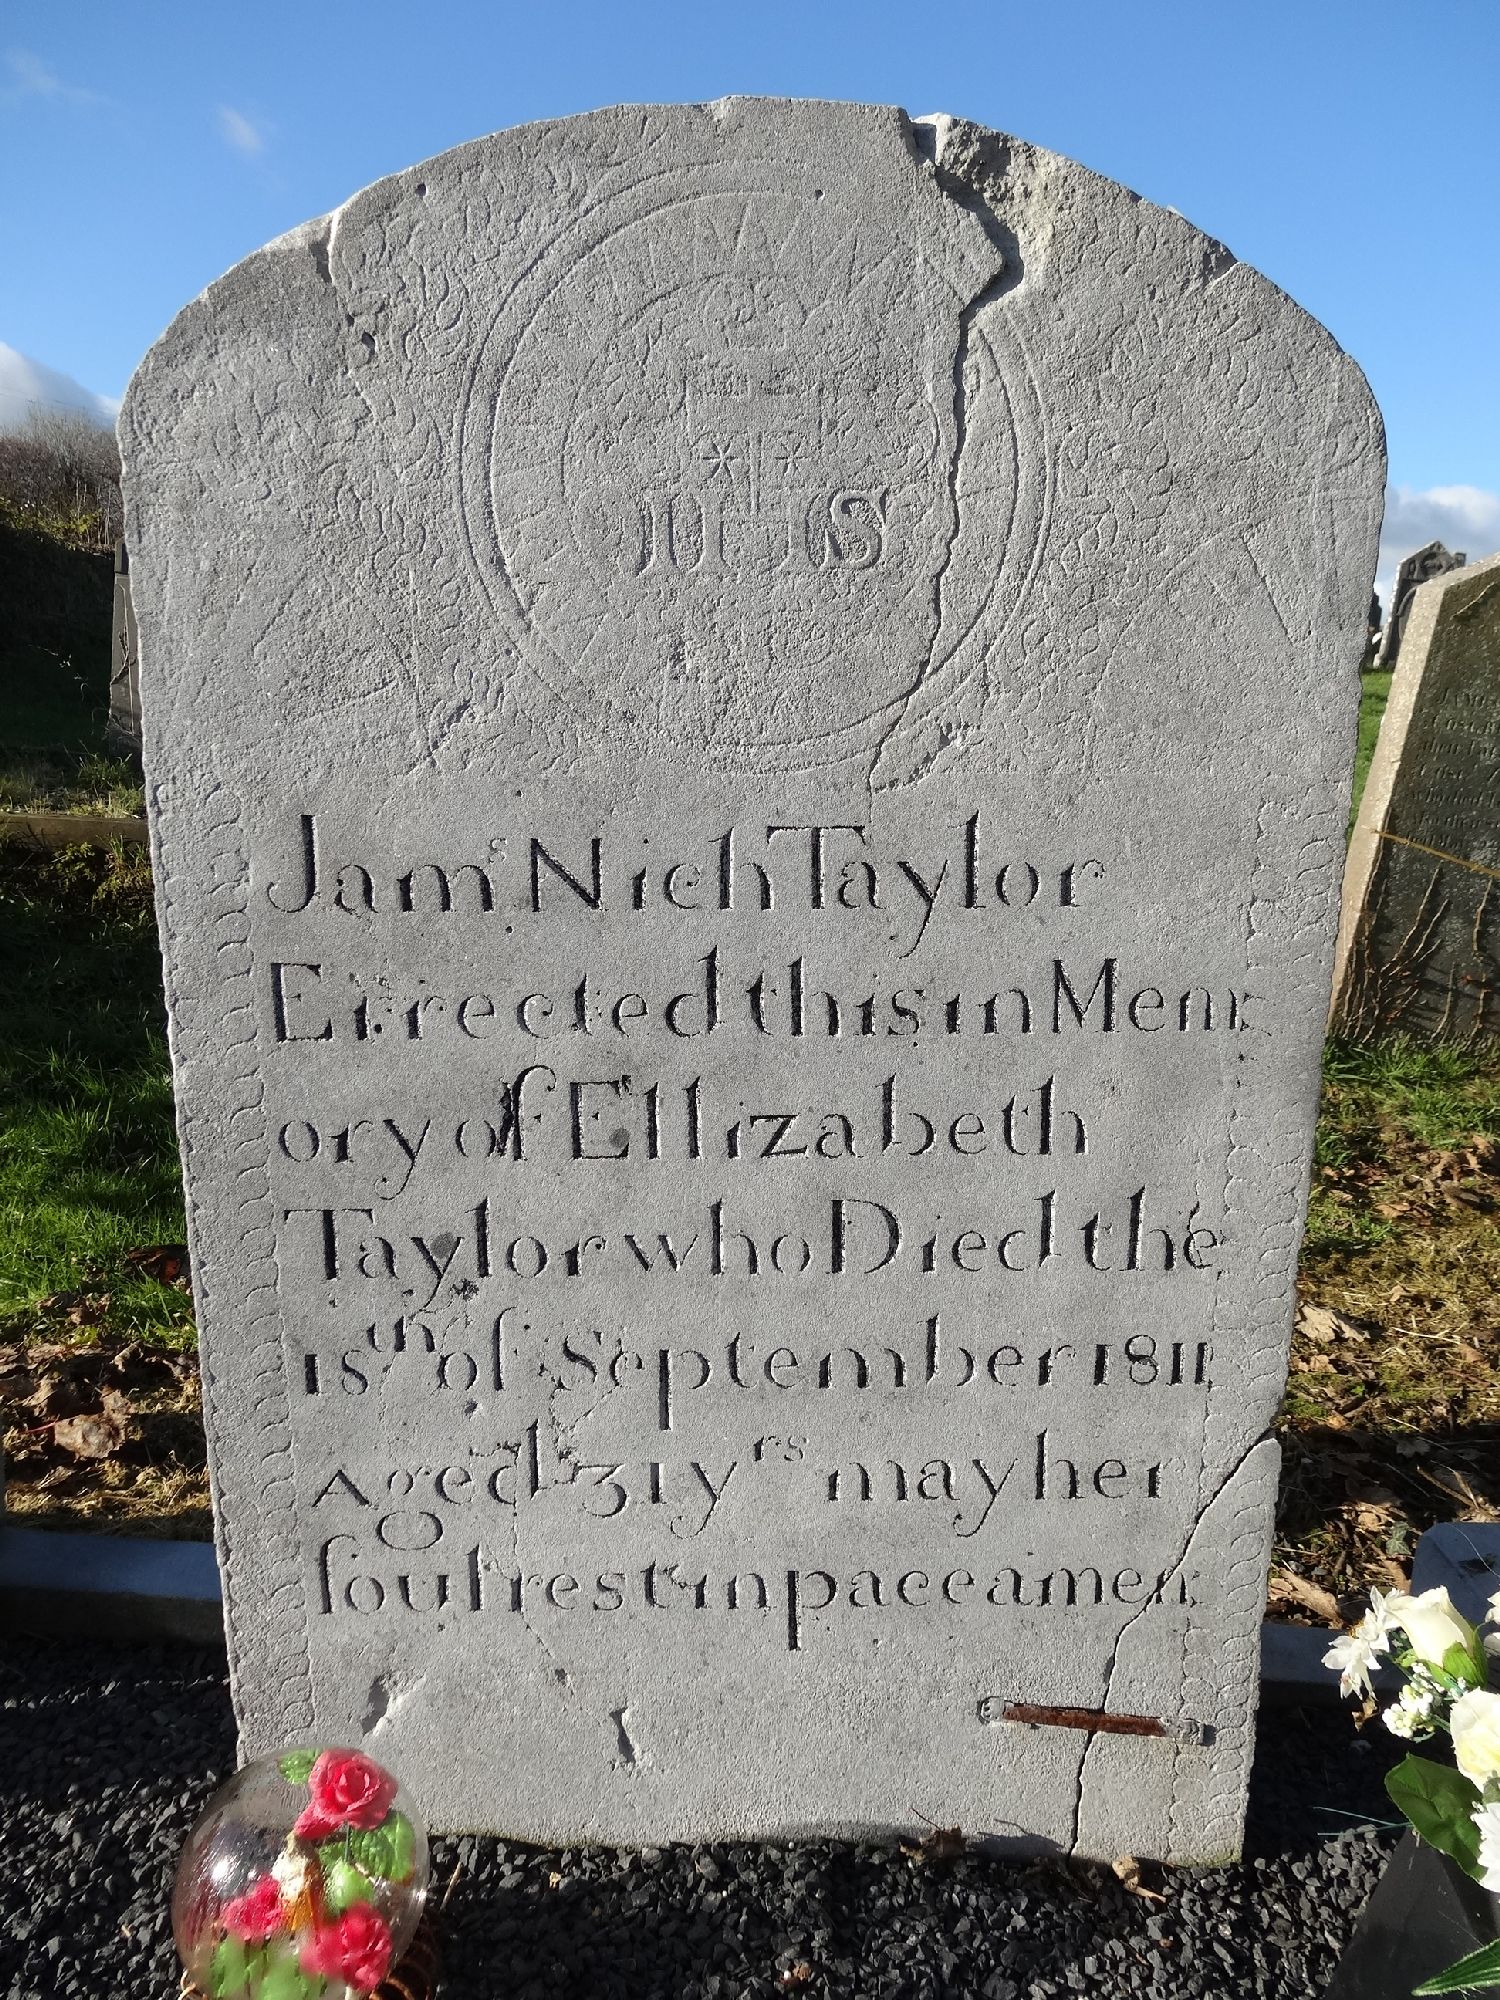 IHS
Jamˢ Nich Taylor
Eirected this in Mem
ory of Ellizabeth
Taylor who Died the
18ᵗʰ of September 1811
Aged 31 yʳˢ may her
ſoul rest in pace amen